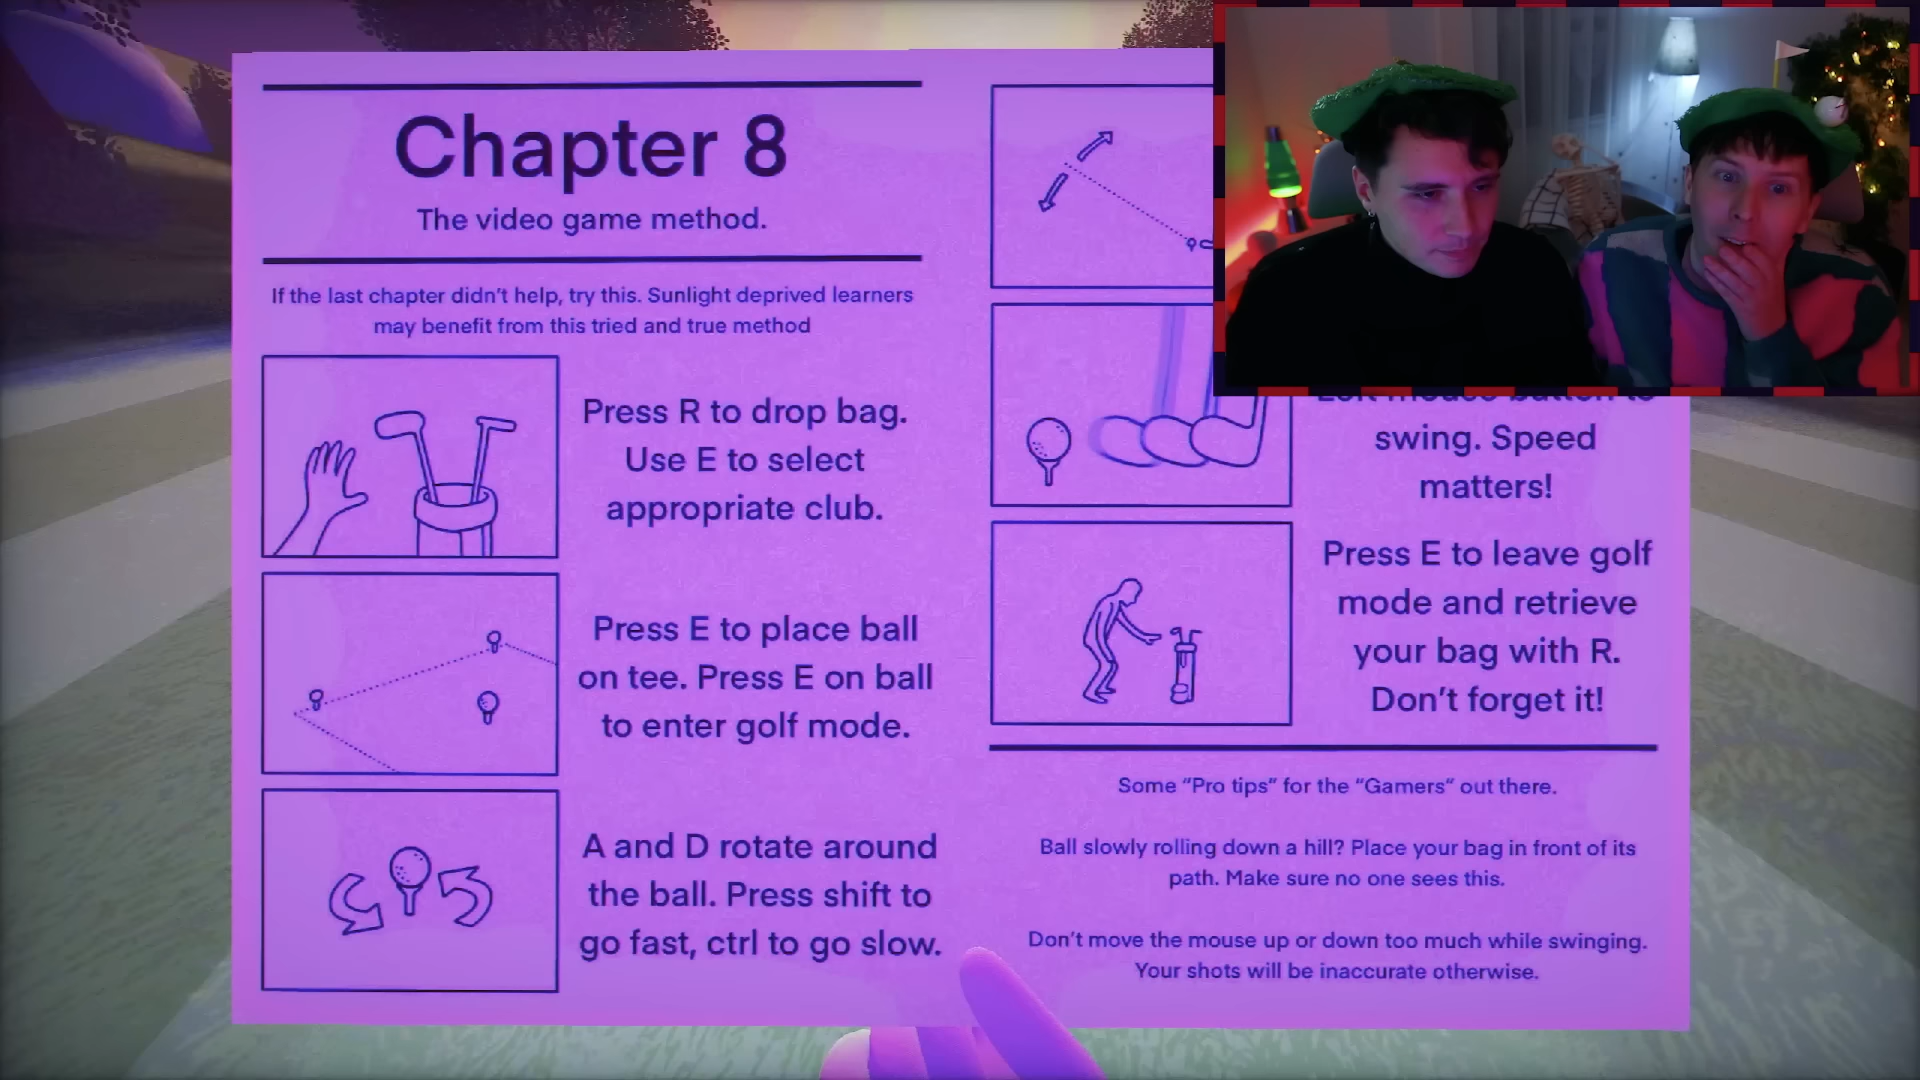 Chapter 8
The video game method.
If the last chapter didn't help, try this. Sunlight deprived learners
may benefit from this tried and true method
Press R to drop bag.
Use E to select
appropriate club.
Press E to place ball
on tee. Press E on ball
to enter golf mode.
A and D rotate around
the ball. Press shift to
go fast, ctrl to go slow.
Left mouse button to
swing. Speed
matters!
Press E to leave golf
mode and retrieve
your bag with R.
Don't forget it!
Some “Pro tips” for the “Gamers” out there.
Ball slowly rolling down a hill? Place your bag in front of its
path. Make sure no one sees this.
Don't move the mouse up or down too much while swinging.
Your shots will be inaccurate otherwise.